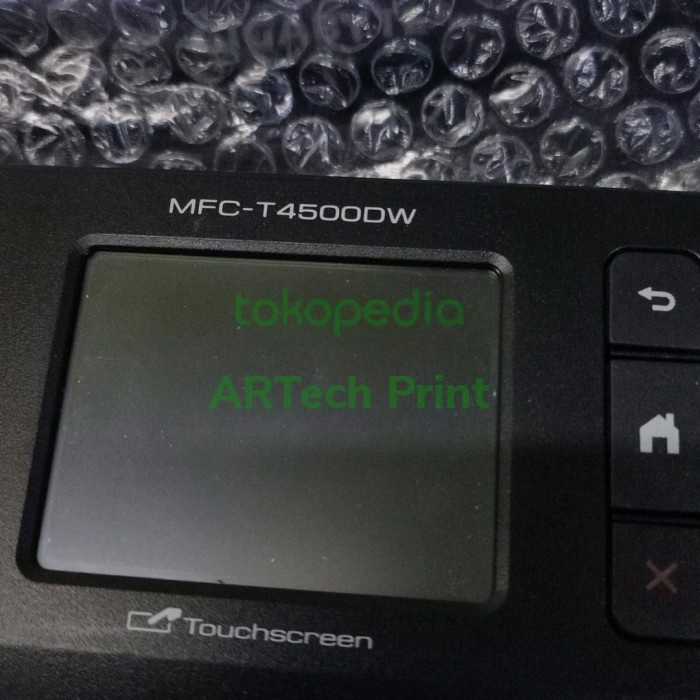 MFC-T4500DW
tokopedia
ARTech Print
Touchscreen